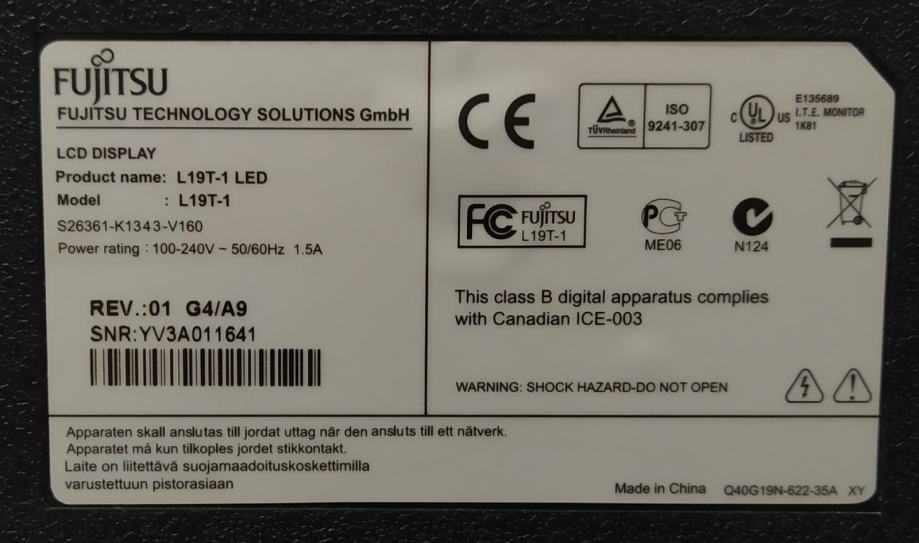 FUJITSU
FUJITSU TECHNOLOGY SOLUTIONS GmbH
LCD DISPLAY
Product name: L19T-1 LED
Model : L19T-1
S26361-K1343-V160
Power rating : 100-240V ~ 50/60Hz 1.5A
REV.:01 G4/A9
SNR:YV3A011641
CE
TÜVRheinland
ISO
9241-307
C UL US
LISTED
E135689
I.T.E. MONITOR
1K81
FC FUJITSU
L19T-1
PCT
ME06
N124
This class B digital apparatus complies
with Canadian ICE-003
WARNING: SHOCK HAZARD-DO NOT OPEN
Apparaten skall anslutas till jordat uttag när den ansluts till ett nätverk.
Apparatet må kun tilkoples jordet stikkontakt.
Laite on liitettävä suojamaadoituskoskettimilla
varustettuun pistorasiaan
Made in China Q40G19N-622-35A XY